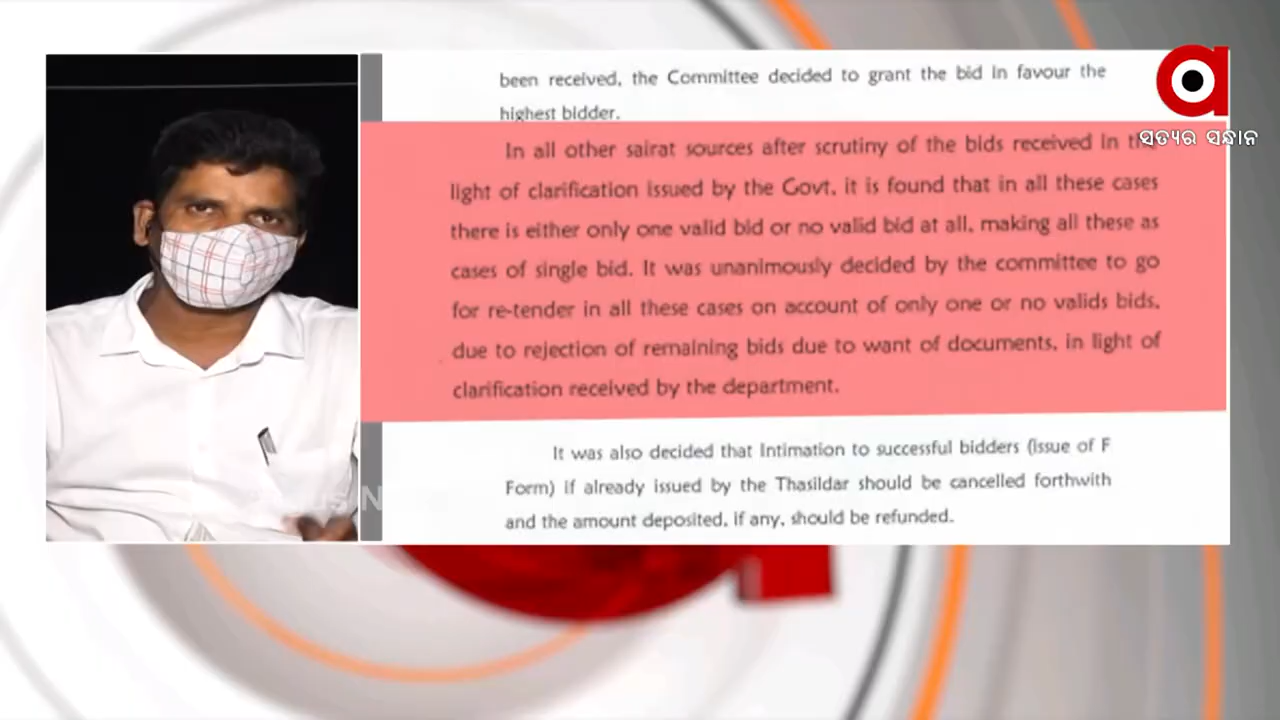 been received, the Committee decided to grant the bid in favour the
highest bidder.
In all other sairat sources after scrutiny of the bids received in the
light of clarification issued by the Govt, it is found that in all these cases
there is either only one valid bid or no valid bid at all, making all these as
cases of single bid. It was unanimously decided by the committee to go
for re-tender in all these cases on account of only one or no valids bids,
due to rejection of remaining bids due to want of documents, in light of
clarification received by the department.
It was also decided that Intimation to successful bidders (issue of F
Form) if already issued by the Thasildar should be cancelled forthwith
and the amount deposited, if any, should be refunded.
ସତ୍ୟର ସନ୍ଧାନ